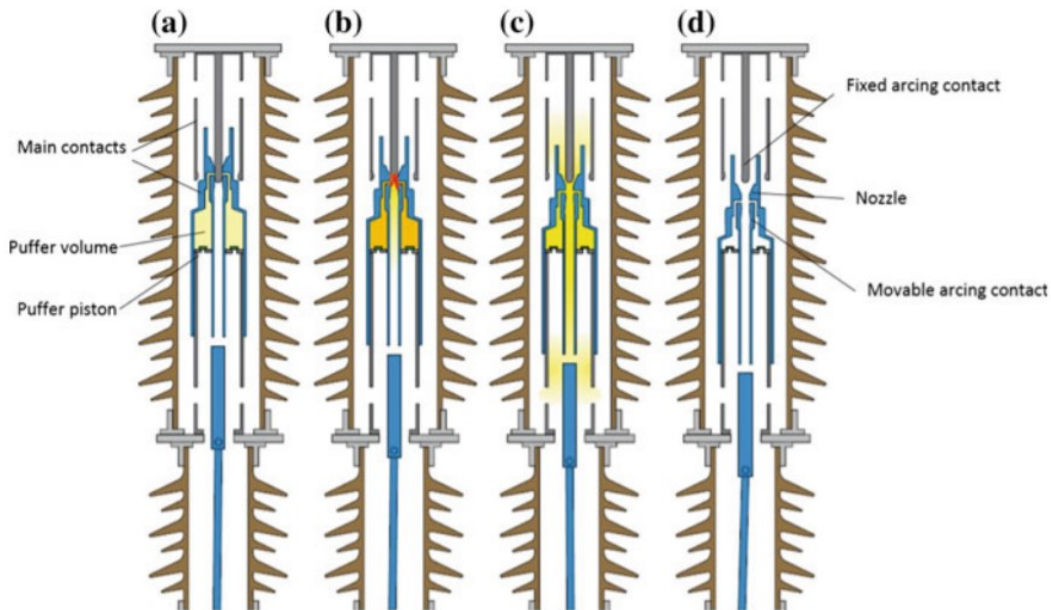 (a)
(b)
(c)
(d)
Fixed arcing contact
Main contacts
Nozzle
Puffer volume
Movable arcing contact
Puffer piston